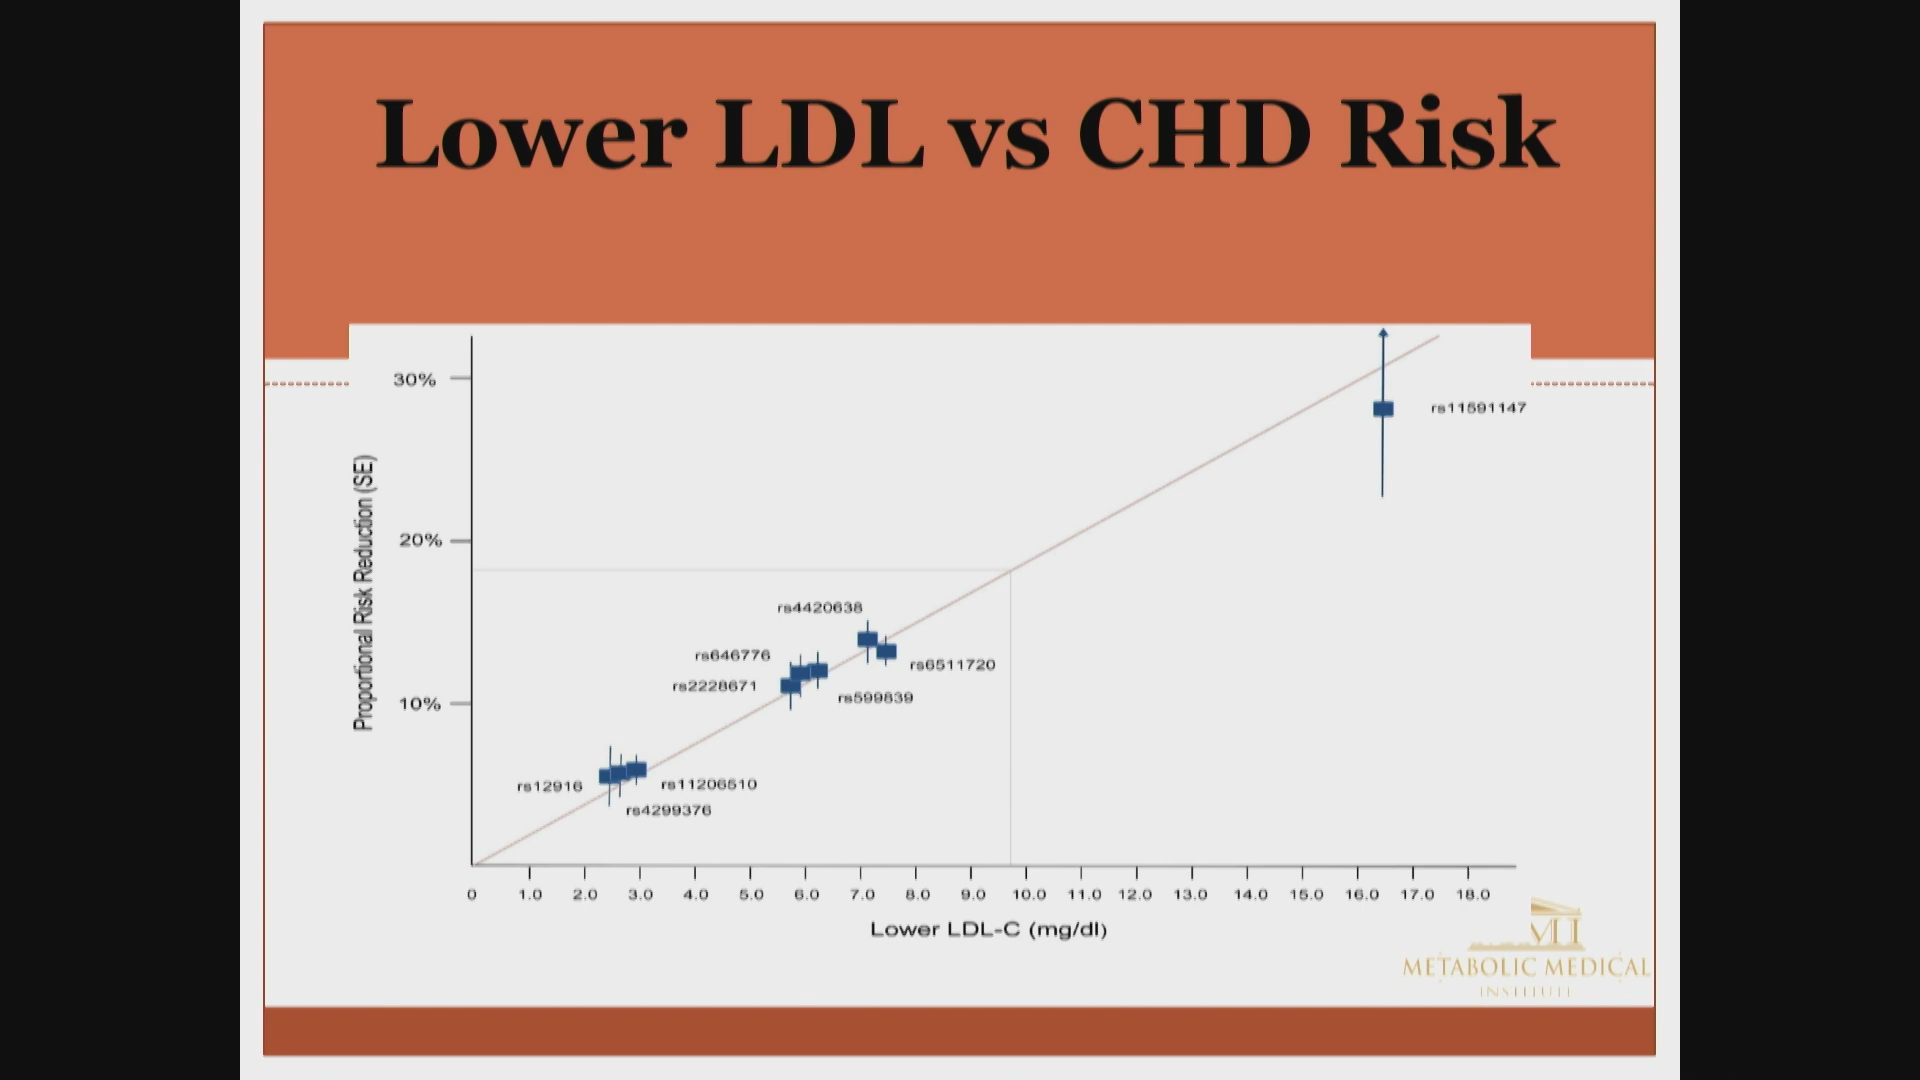 Lower LDL vs CHD Risk
30%
20%
10%
Proportional Risk Reduction (SE)
rs11591147
rs4420638
rs646776
rs6511720
rs2228671
rs599839
rs12916
rs11206510
rs4299376
0 1.0 2.0 3.0 4.0 5.0 6.0 7.0 8.0 9.0 10.0 11.0 12.0 13.0 14.0 15.0 16.0 17.0 18.0
Lower LDL-C (mg/dl)
METABOLIC MEDICAL
INSTITUTE